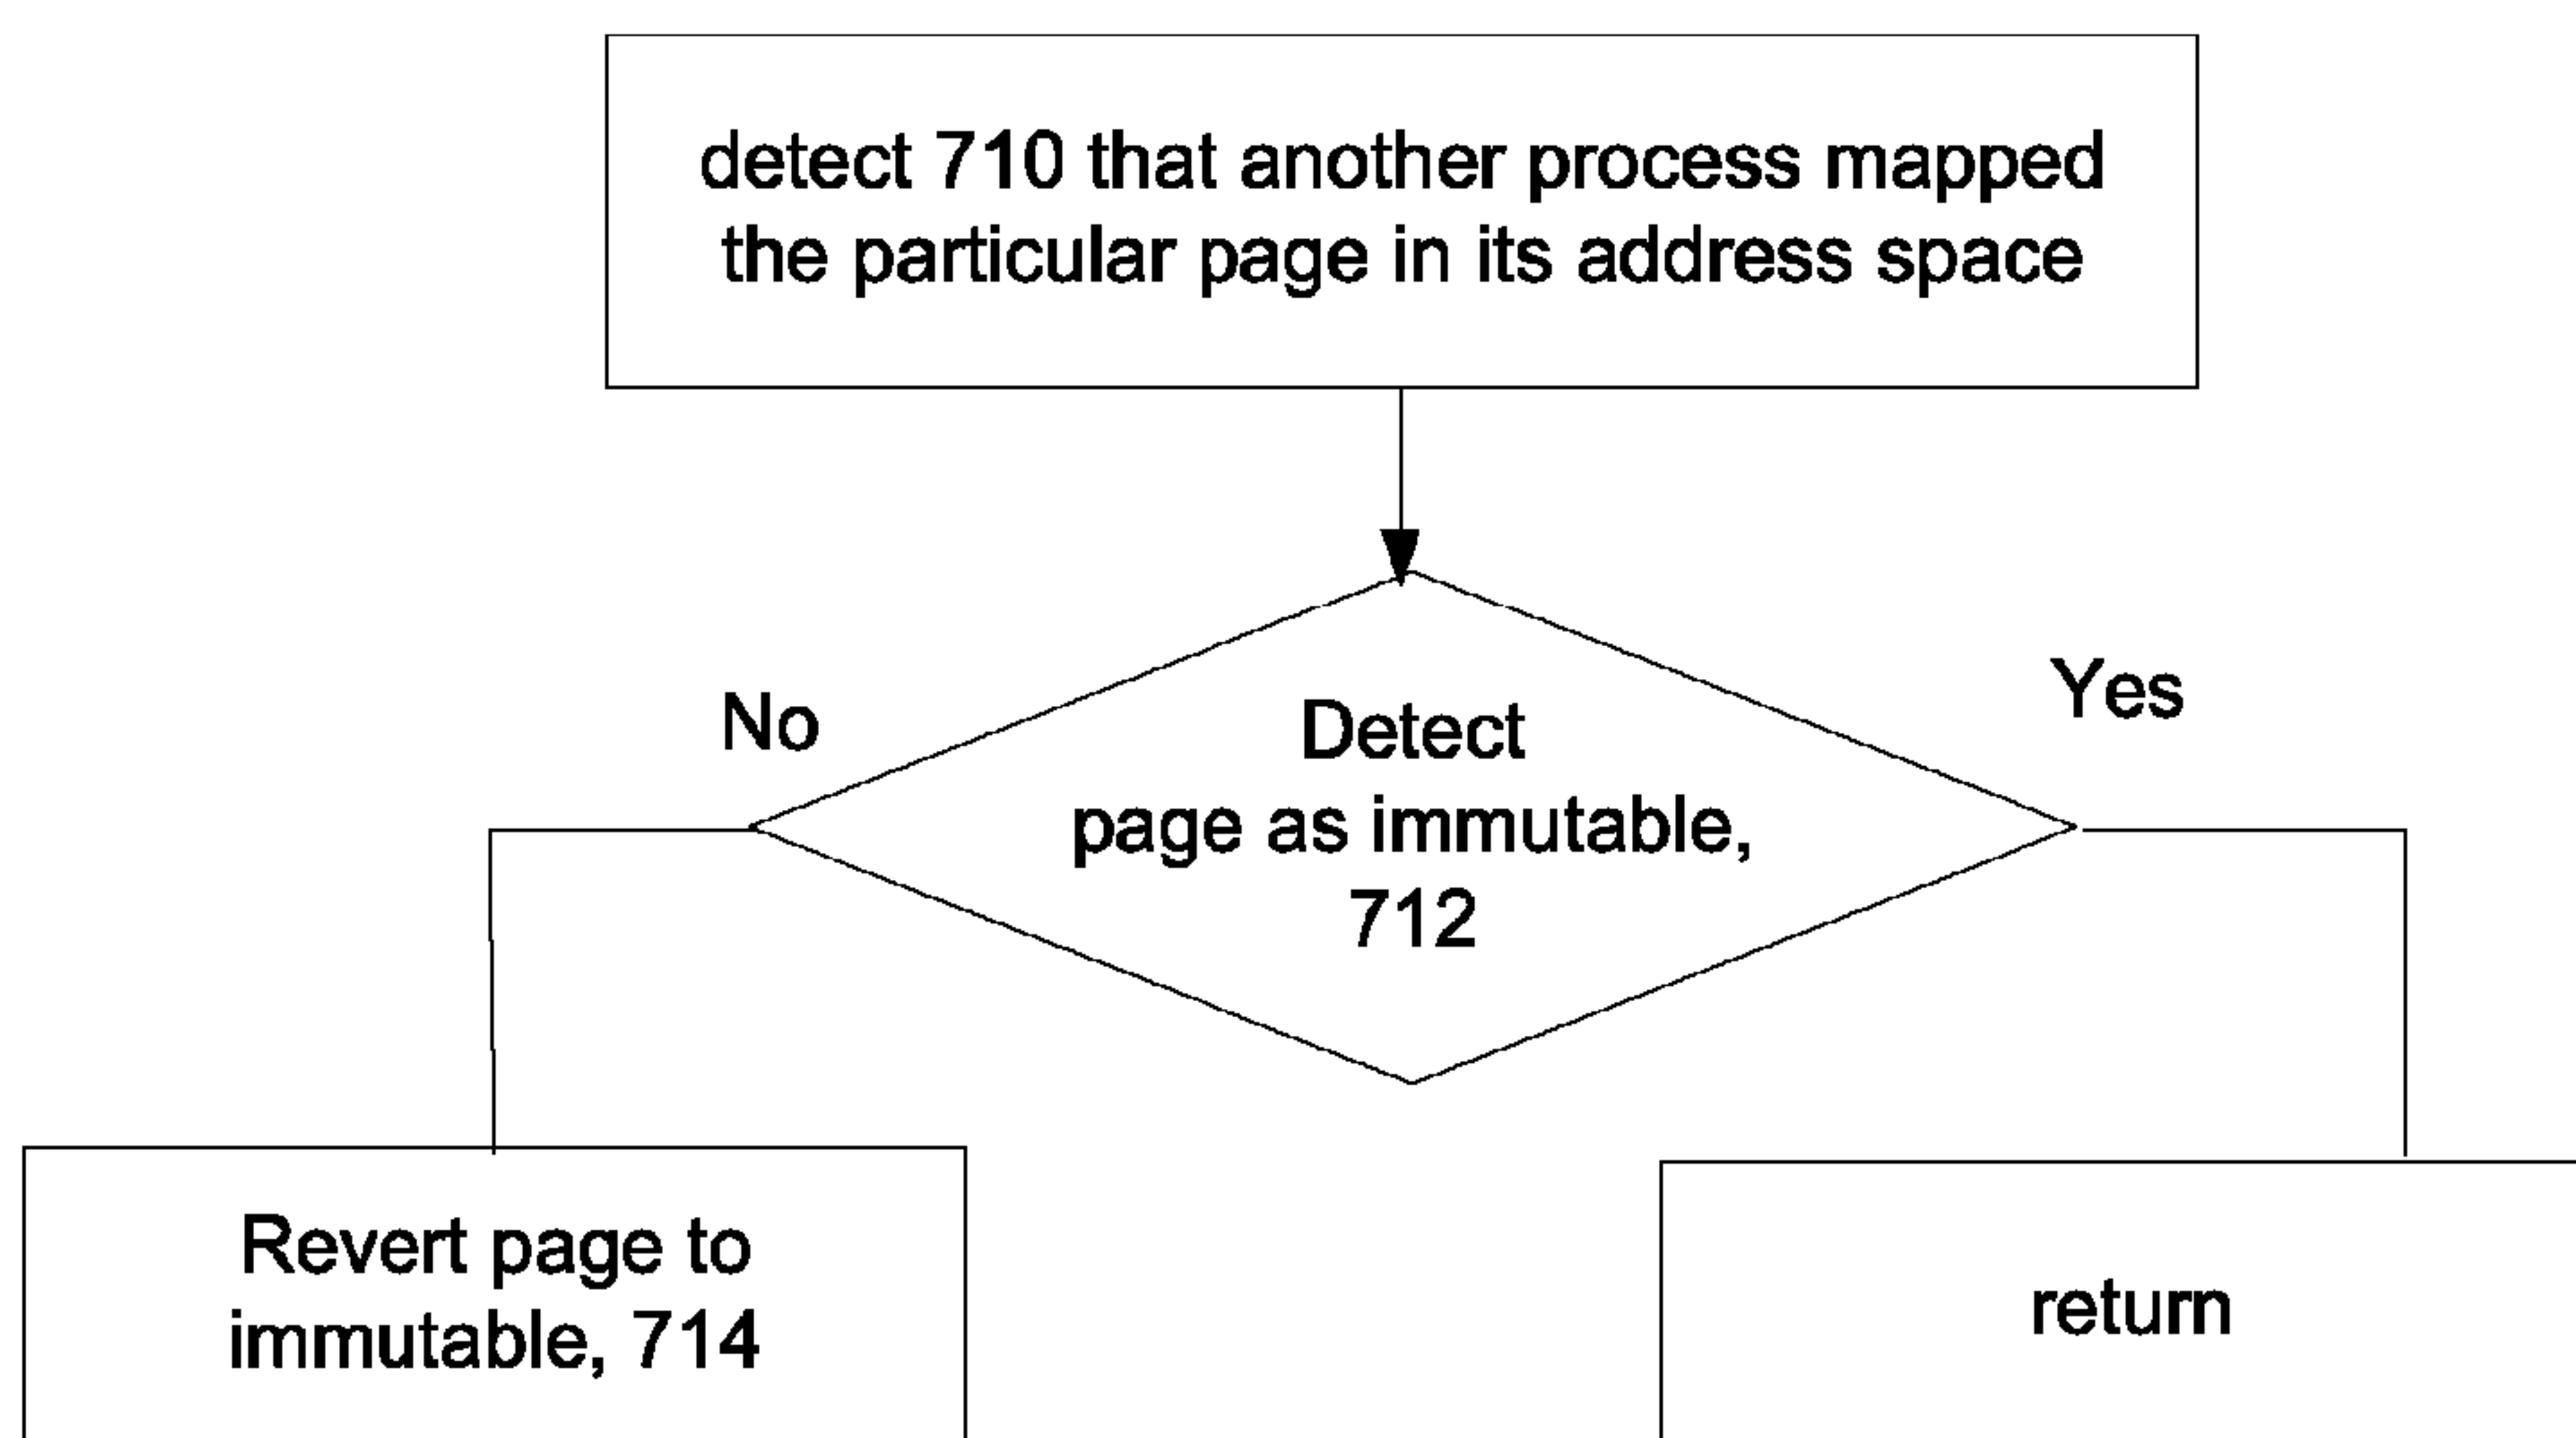 detect 710 that another process mapped
the particular page in its address space
No
Yes
Detect
page as immutable,
712
Revert page to
immutable, 714
return